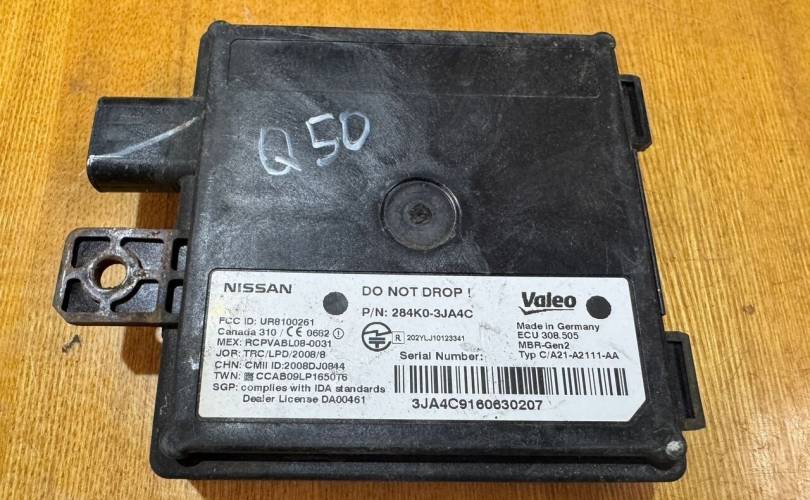 Q50
NISSAN
DO NOT DROP !
Valeo
P/N: 284K0-3JA4C
FCC ID: UR8100261
Canada 310 / CE 0682 ⓘ
MEX: RCPVABL08-0031
JOR: TRC/LPD/2008/8
CHN: CMII ID:2008DJ0844
TWN: CCAB09LP1650T6
SGP: complies with IDA standards
Dealer License DA00461
R 202YLJ10123341
Serial Number:
3JA4C9160630207
Made in Germany
ECU 308.505
MBR-Gen2
Typ C/A21-A2111-AA